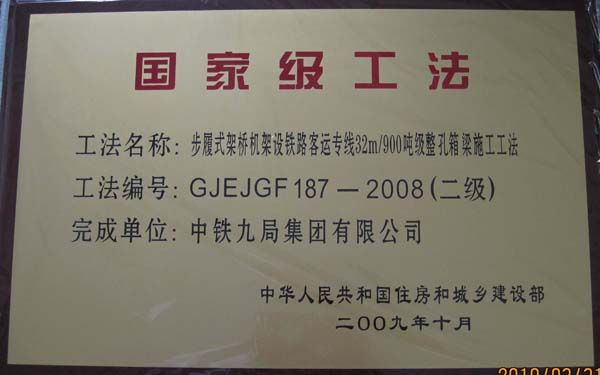 国家级工法
工法名称: 步履式架桥机架设铁路客运专线32m/900吨级整孔箱梁施工工法
工法编号: GJEJGF 187—2008(二级)
完成单位: 中铁九局集团有限公司
中华人民共和国住房和城乡建设部
二00九年十月